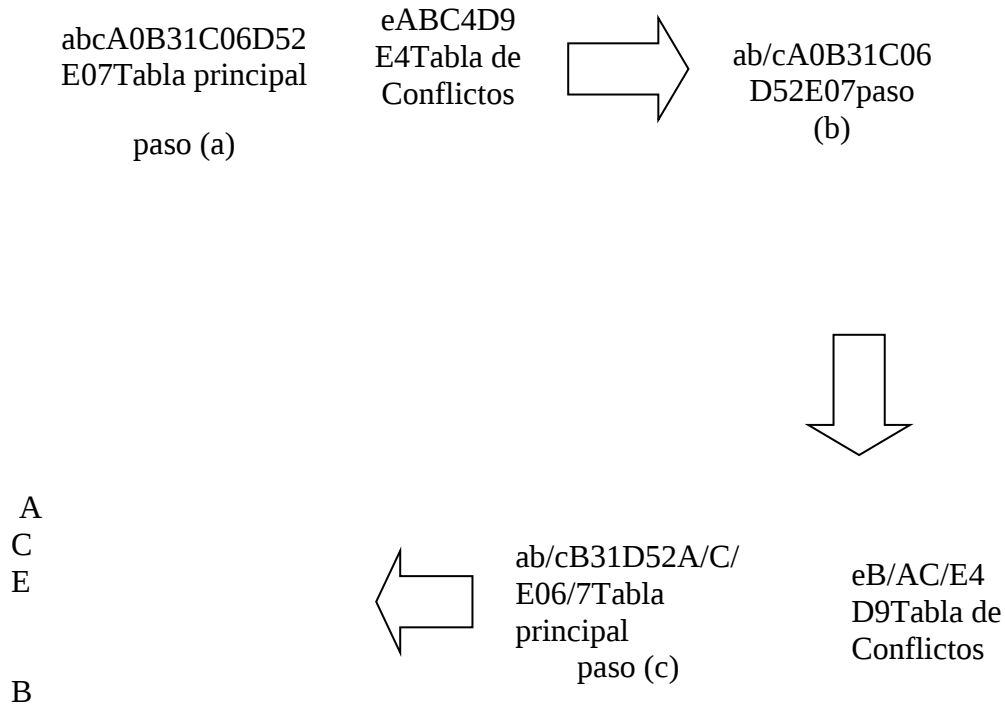 abcA0B31C06D52
E07Tabla principal
paso (a)
eABC4D9
E4Tabla de
Conflictos
ab/cA0B31C06
D52E07paso
(b)
A
C
E
B
ab/cB31D52A/C/
E06/7Tabla
principal
paso (c)
eB/AC/E4
D9Tabla de
Conflictos